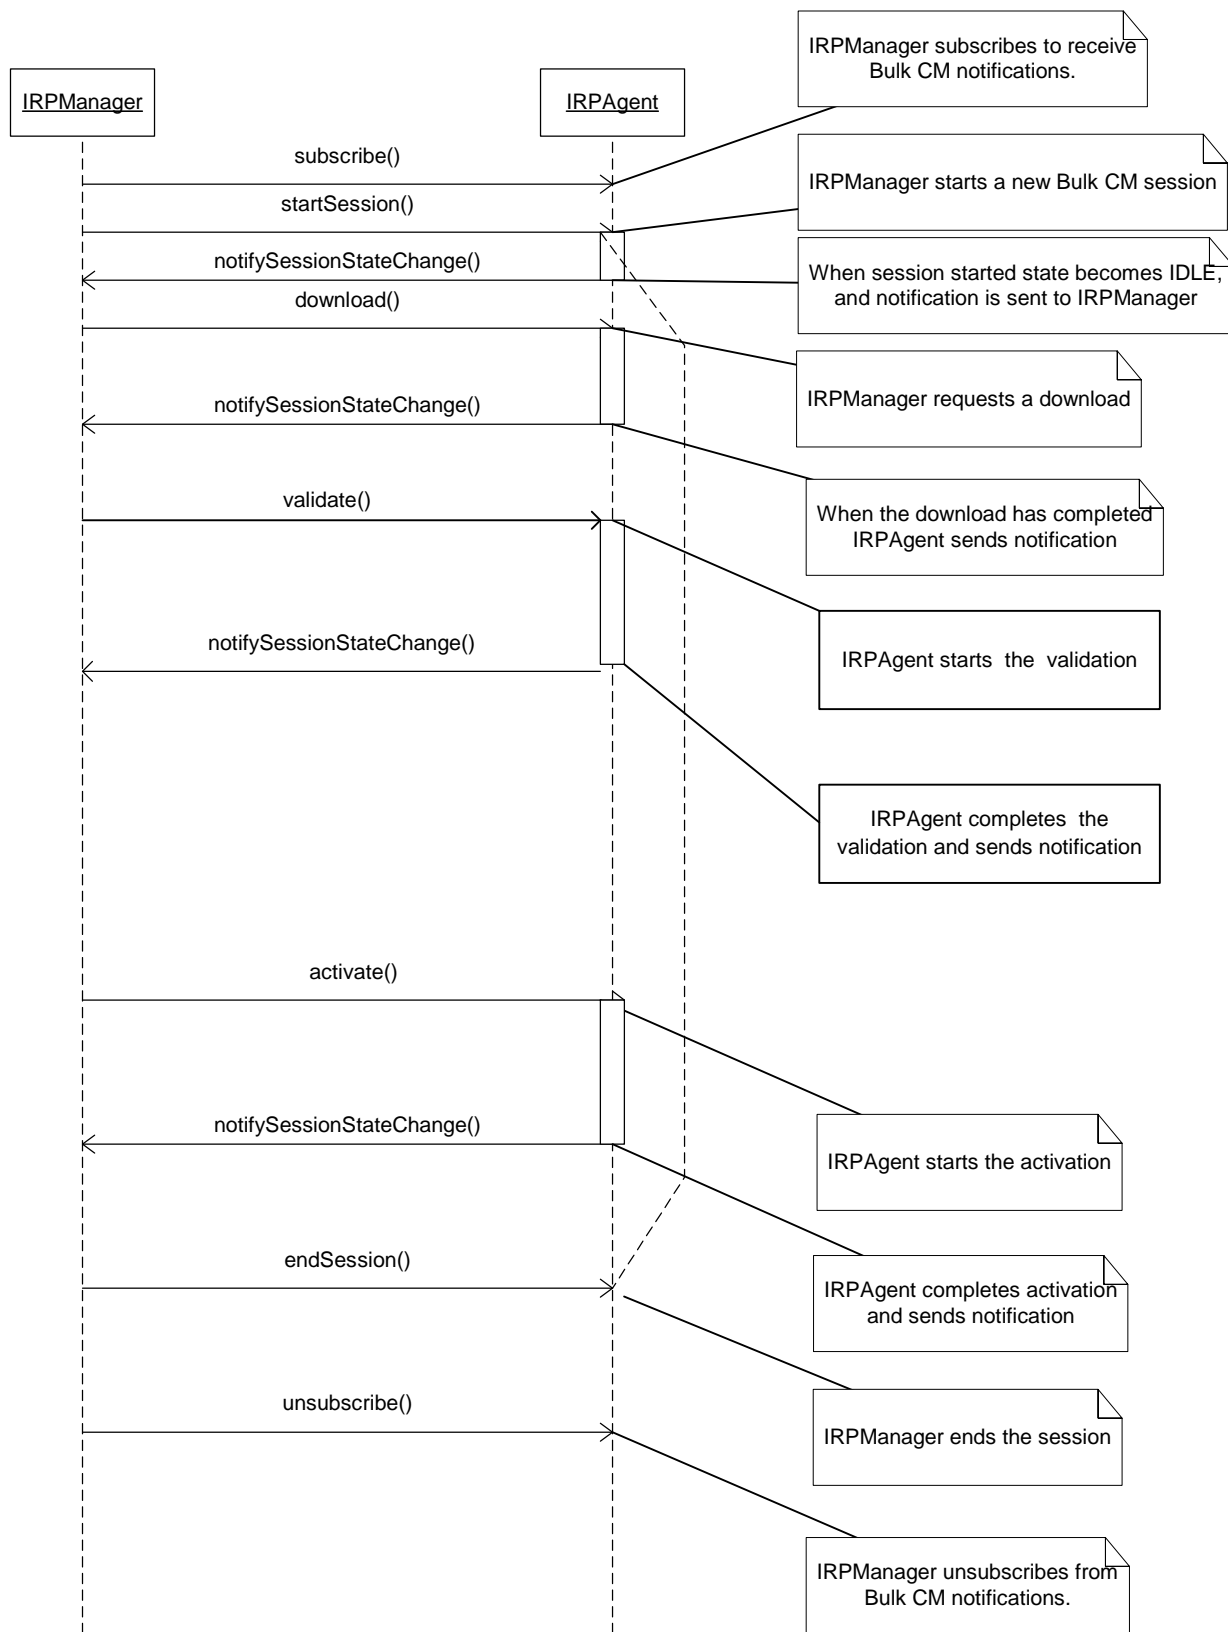 IRPManager subscribes to receive
Bulk CM notifications.
IRPManager
IRPAgent
subscribe()
IRPManager starts a new Bulk CM session
startSession()
notifySessionStateChange()
When session started state becomes IDLE,
and notification is sent to IRPManager
download()
IRPManager requests a download
notifySessionStateChange()
validate()
When the download has completed
IRPAgent sends notification
notifySessionStateChange()
IRPAgent starts the validation
IRPAgent completes the
validation and sends notification
activate()
notifySessionStateChange()
IRPAgent starts the activation
endSession()
IRPAgent completes activation
and sends notification
unsubscribe()
IRPManager ends the session
IRPManager unsubscribes from
Bulk CM notifications.